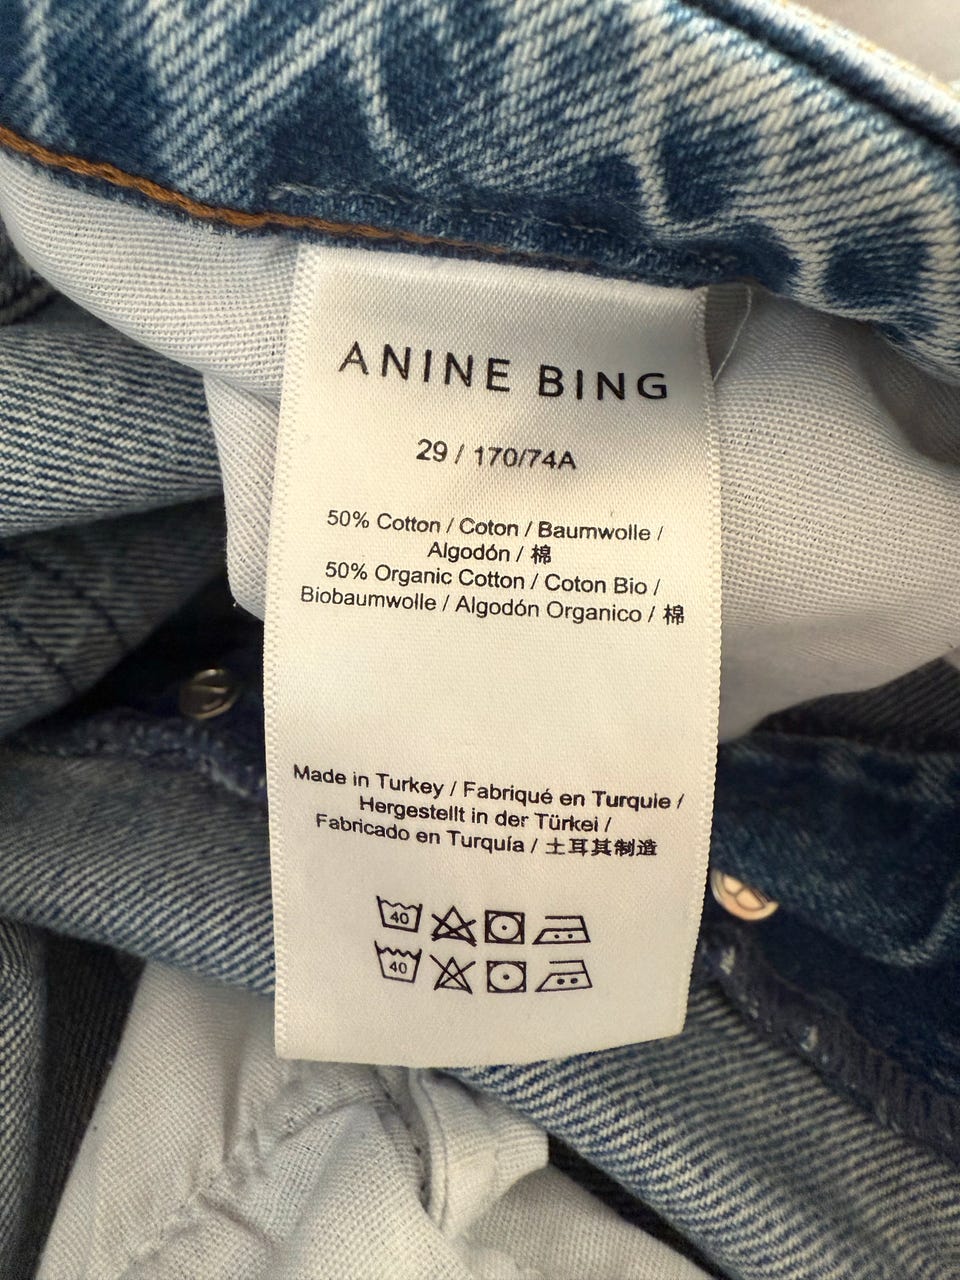 ANINE BING
29 / 170/74A
50% Cotton / Coton / Baumwolle /
Algodón / 棉
50% Organic Cotton / Coton Bio /
Biobaumwolle / Algodón Organico / 棉
Made in Turkey / Fabriqué en Turquie /
Hergestellt in der Türkei /
Fabricado en Turquía / 土耳其制造
40
40